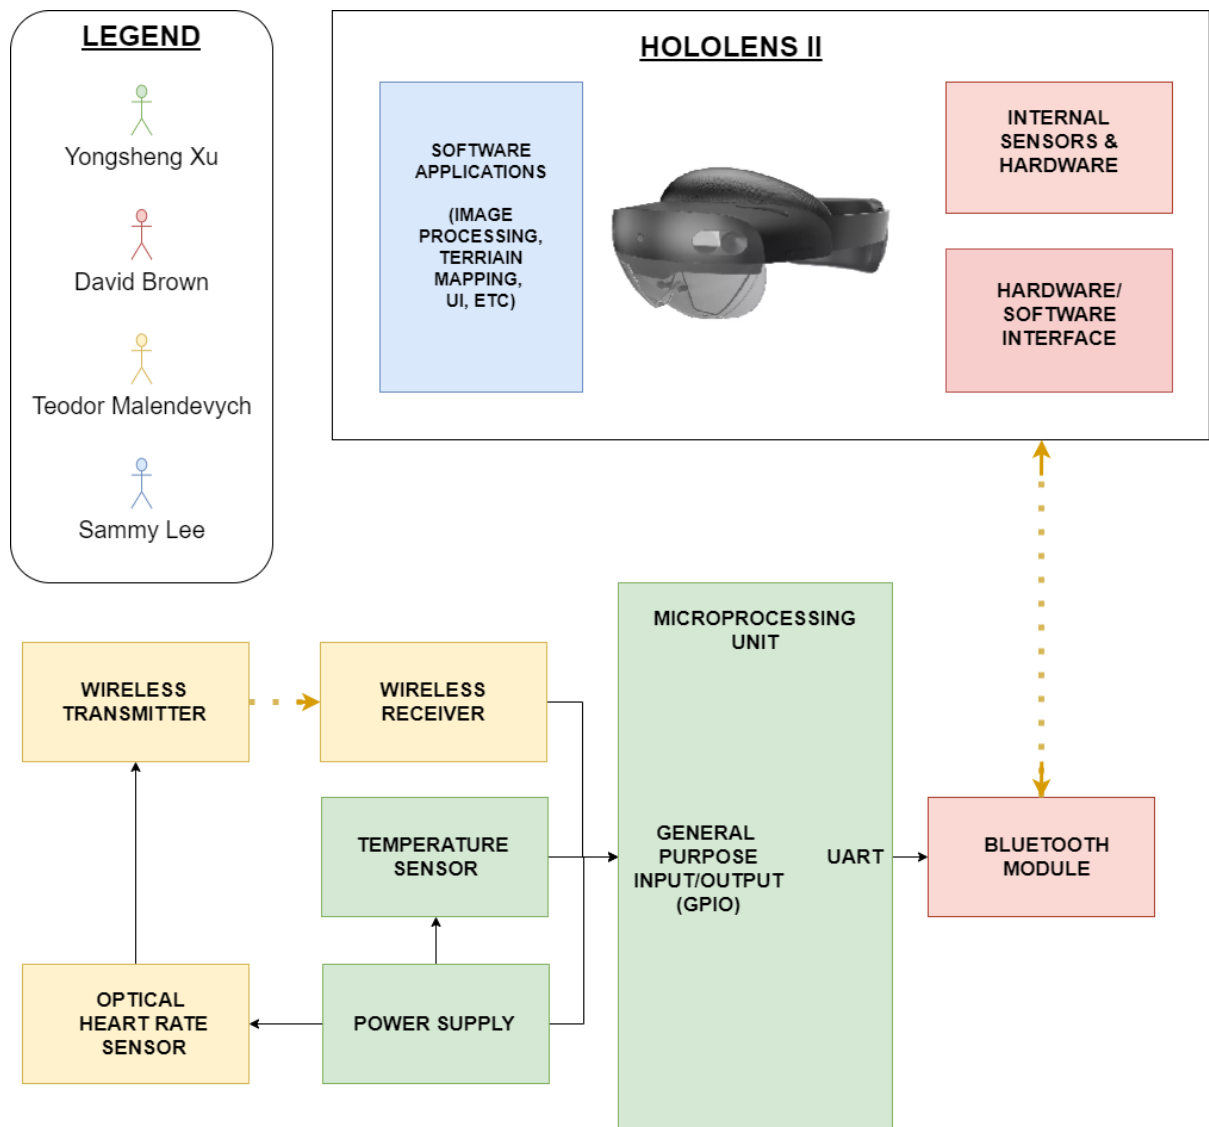 LEGEND
Yongsheng Xu
David Brown
Teodor Malendevych
Sammy Lee
HOLOLENS II
SOFTWARE
APPLICATIONS
(IMAGE
PROCESSING,
TERRIAIN
MAPPING,
UI, ETC)
INTERNAL
SENSORS &
HARDWARE
HARDWARE/
SOFTWARE
INTERFACE
WIRELESS
TRANSMITTER
WIRELESS
RECEIVER
TEMPERATURE
SENSOR
OPTICAL
HEART RATE
SENSOR
POWER SUPPLY
MICROPROCESSING
UNIT
GENERAL
PURPOSE
INPUT/OUTPUT
(GPIO)
UART
BLUETOOTH
MODULE